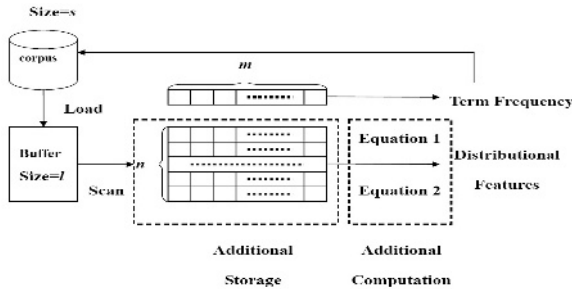 Size=s
corpus
m
Load
Term Frequency
Buffer
Size=l
n
Scan
Equation 1
Equation 2
Distributional
Features
Additional
Storage
Additional
Computation